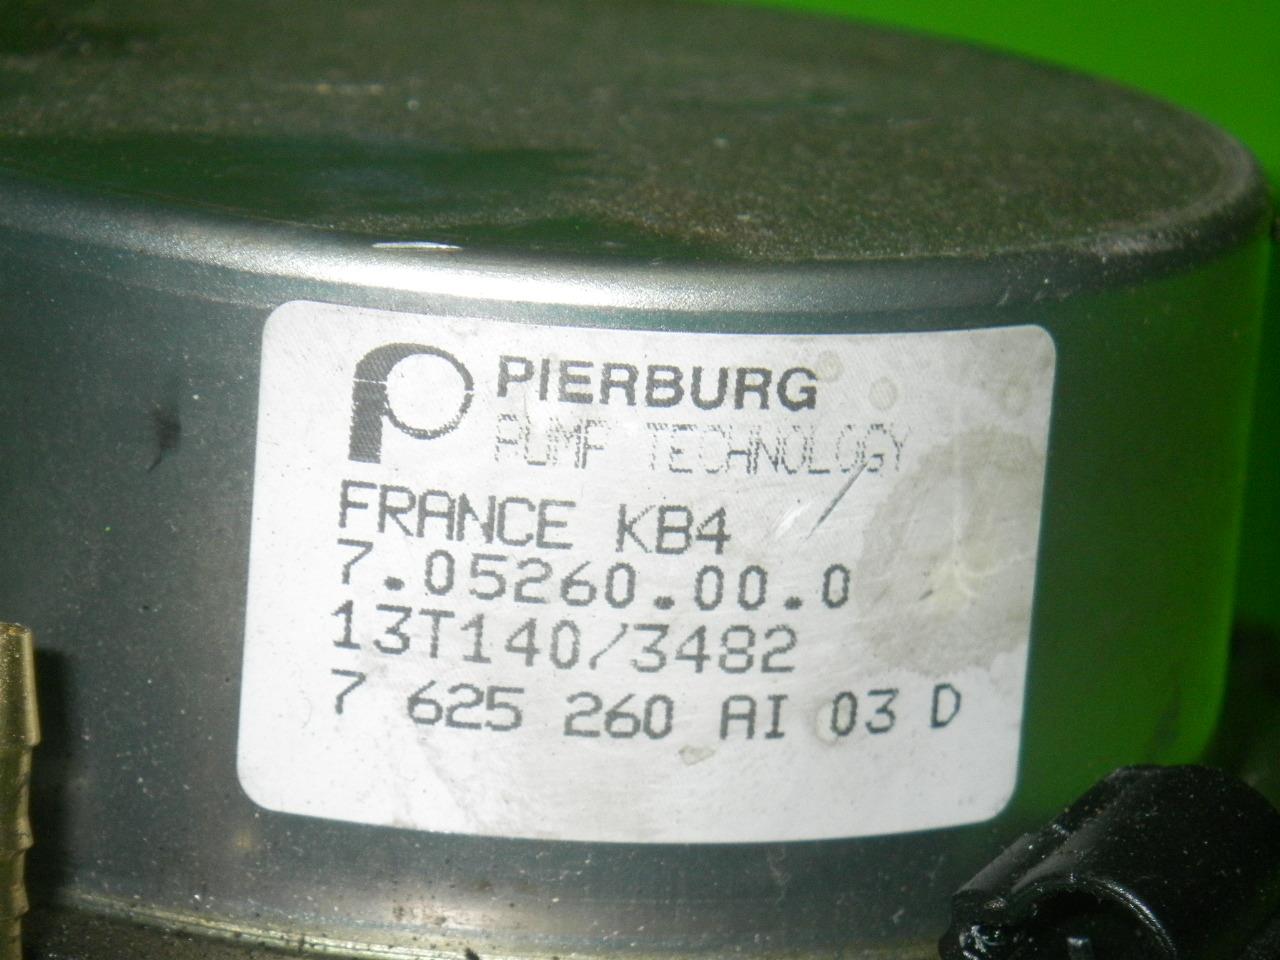 PIERBURG
PUMP TECHNOLOGY
FRANCE KB4
7.05260.00.0
13T140/3482
7 625 260 AI 03 D